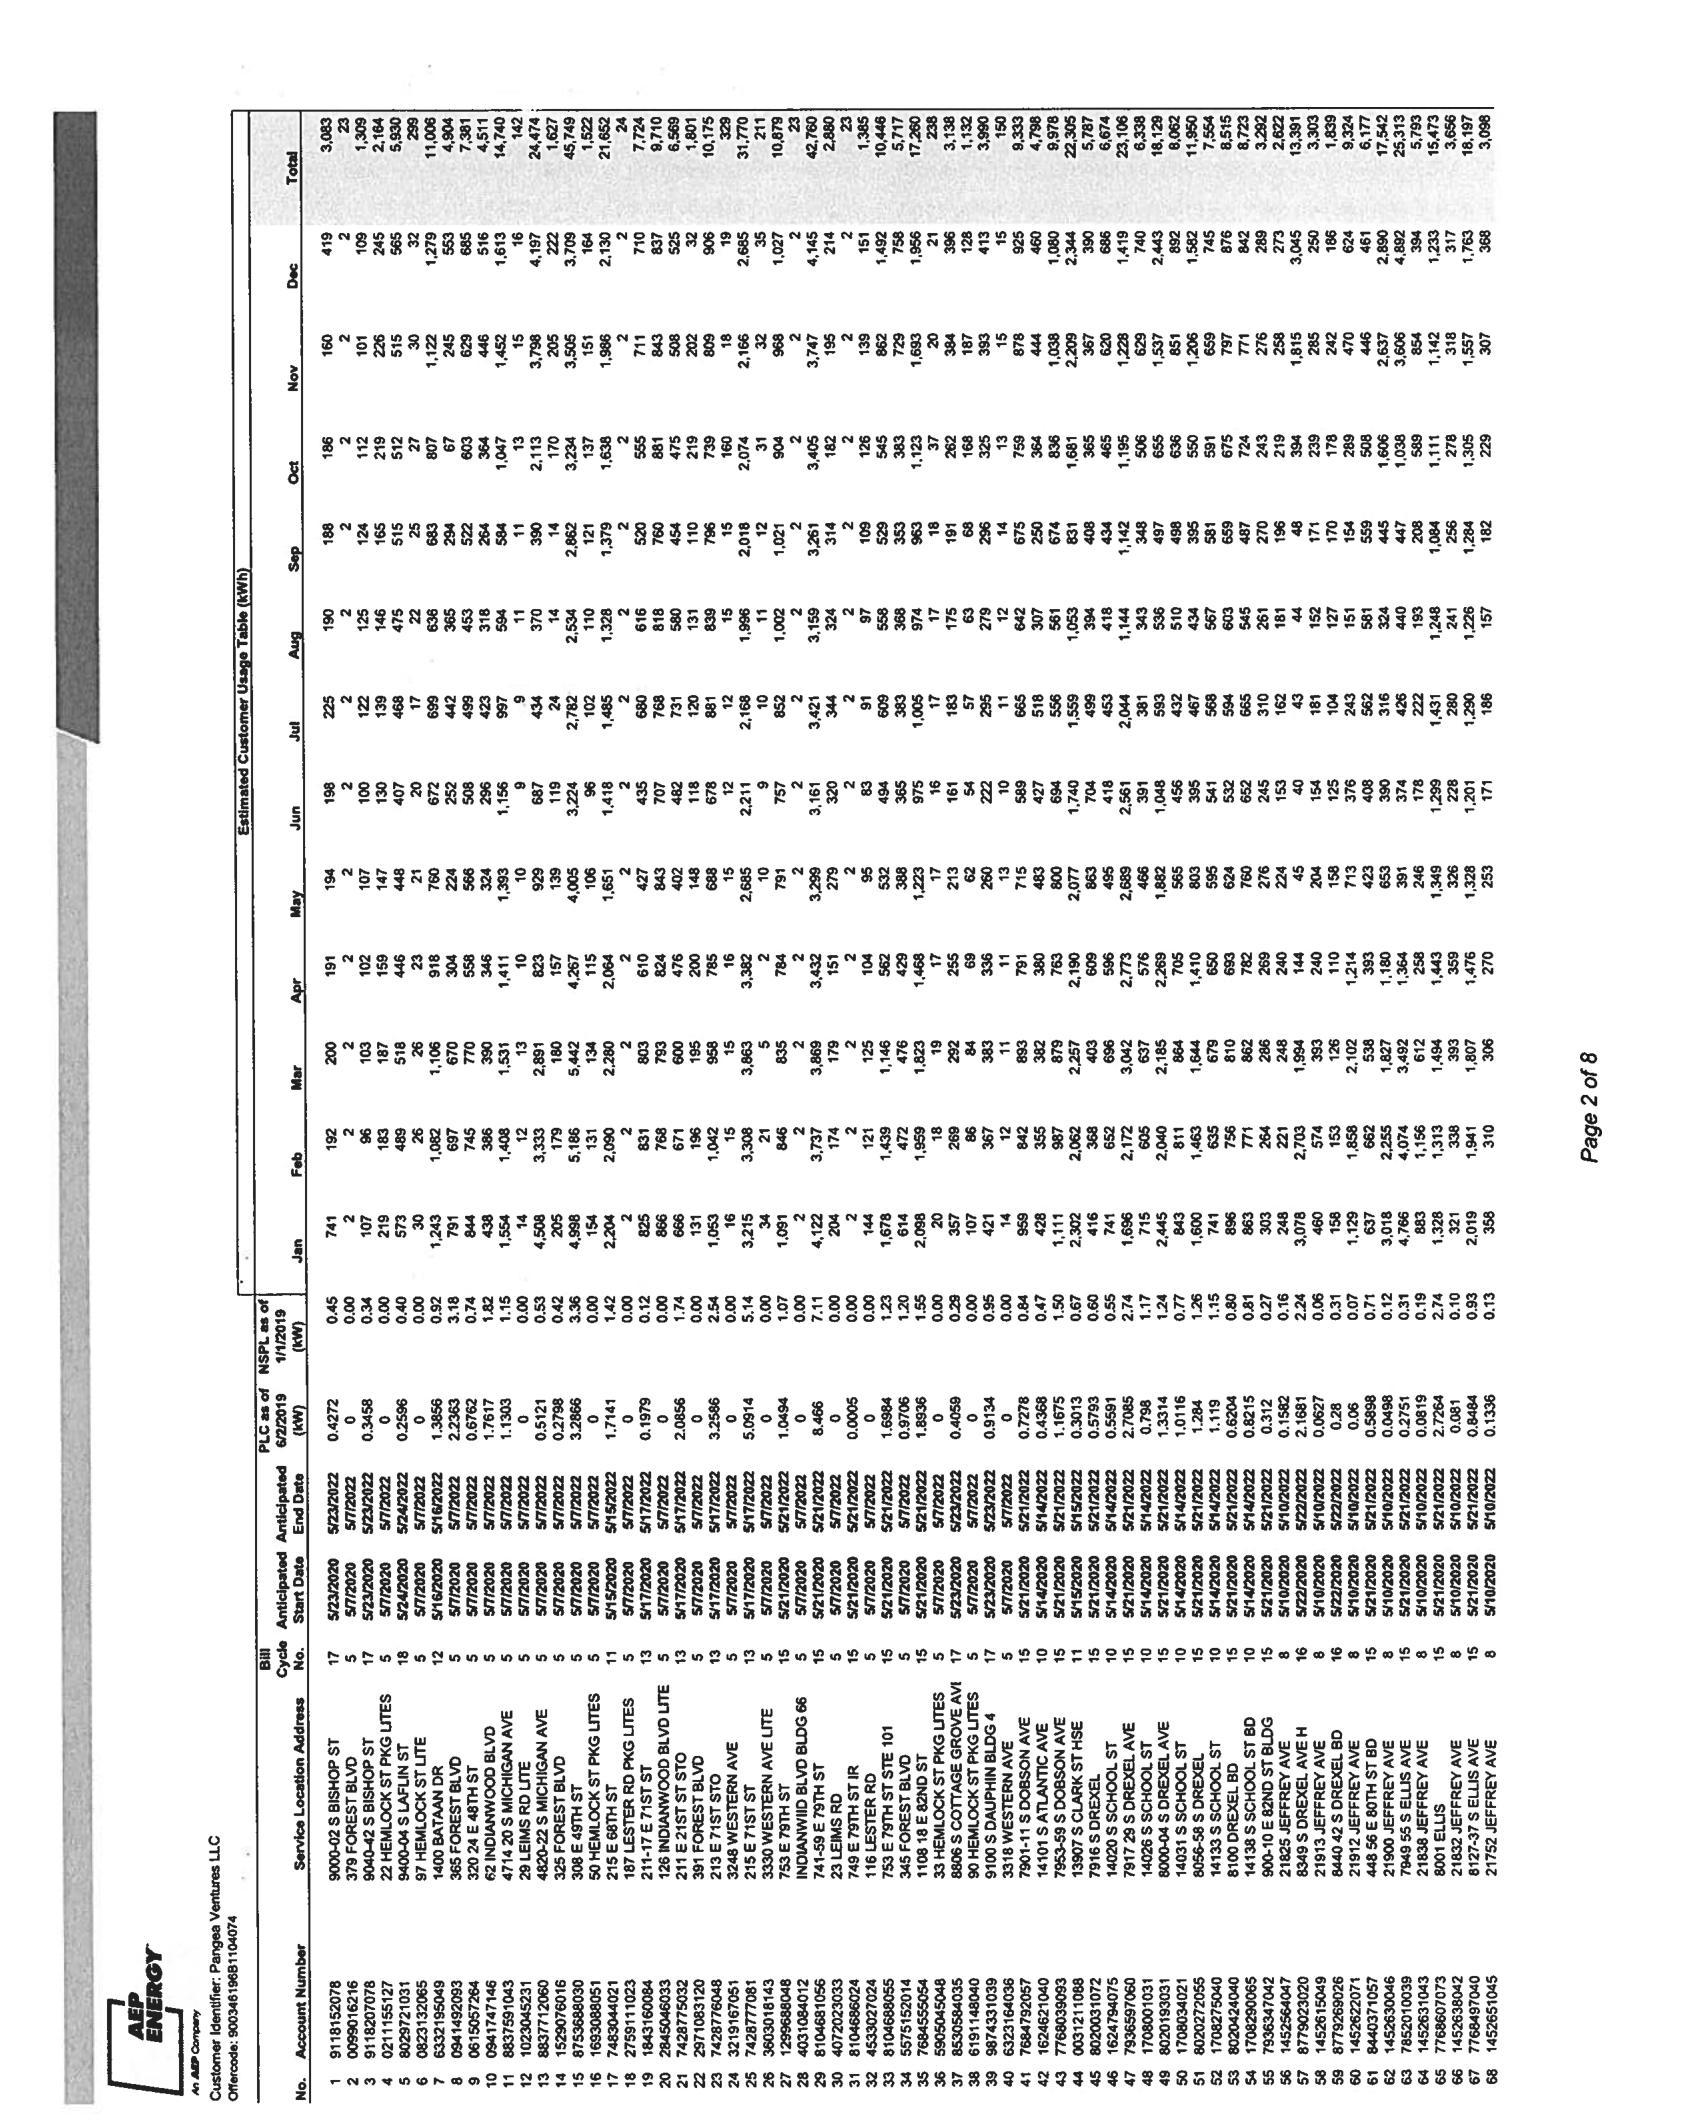 AEP ENERGY
An AEP Company
Customer Identifier: Pangea Ventures LLC
Offercode: 900346196B1104074
Estimated Customer Usage Table (kWh)
No. Account Number Service Location Address Bill Cycle No. Anticipated Start Date Anticipated End Date PLC as of 6/2/2019 (kW) NSPL as of 1/1/2019 (kW) Jan Feb Mar Apr May Jun Jul Aug Sep Oct Nov Dec Total
1 9118152078 9000-02 S BISHOP ST 17 5/23/2020 5/23/2022 0.4272 0.45 741 192 200 191 194 198 225 190 188 186 160 419 3,083
2 0099016216 379 FOREST BLVD 5 5/7/2020 5/7/2022 0 0.00 2 2 2 2 2 2 2 2 2 2 2 2 23
3 9118207078 9040-42 S BISHOP ST 17 5/23/2020 5/23/2022 0.3458 0.34 107 96 103 102 107 100 122 125 124 112 101 109 1,309
4 0211155127 22 HEMLOCK ST PKG LITES 5 5/7/2020 5/7/2022 0 0.00 219 183 187 159 147 130 139 146 165 219 226 245 2,164
5 8029721031 9400-04 S LAFLIN ST 18 5/24/2020 5/24/2022 0.2596 0.40 573 489 518 446 448 407 468 475 515 512 515 565 5,930
6 0823132065 97 HEMLOCK ST LITE 5 5/7/2020 5/7/2022 0 0.00 30 26 26 23 21 20 17 22 25 27 30 32 299
7 6332195049 1400 BATAAN DR 12 5/16/2020 5/16/2022 1.3856 0.92 1,243 1,082 1,106 918 760 672 699 636 683 807 1,122 1,279 11,006
8 0941492093 365 FOREST BLVD 5 5/7/2020 5/7/2022 2.2363 3.18 791 697 670 304 224 252 442 365 294 67 245 553 4,904
9 0615057264 320 24 E 48TH ST 5 5/7/2020 5/7/2022 0.6762 0.74 844 745 770 558 566 508 499 453 522 603 629 685 7,381
10 0941747146 62 INDIANWOOD BLVD 5 5/7/2020 5/7/2022 1.7617 1.82 438 386 390 346 324 296 423 318 264 364 446 516 4,511
11 8837591043 4714 20 S MICHIGAN AVE 5 5/7/2020 5/7/2022 1.1303 1.15 1,554 1,408 1,531 1,411 1,393 1,156 997 594 584 1,047 1,452 1,613 14,740
12 1023045231 29 LEIMS RD LITE 5 5/7/2020 5/7/2022 0 0.00 14 12 13 10 10 9 9 11 11 13 15 16 142
13 8837712060 4820-22 S MICHIGAN AVE 5 5/7/2020 5/7/2022 0.5121 0.53 4,508 3,333 2,891 823 929 687 434 370 390 2,113 3,798 4,197 24,474
14 1529076016 325 FOREST BLVD 5 5/7/2020 5/7/2022 0.2798 0.42 205 179 180 157 139 119 24 14 14 170 205 222 1,627
15 8753688030 308 E 49TH ST 5 5/7/2020 5/7/2022 3.2866 3.36 4,998 5,186 5,442 4,267 4,005 3,224 2,782 2,534 2,862 3,234 3,505 3,709 45,749
16 1693088051 50 HEMLOCK ST PKG LITES 5 5/7/2020 5/7/2022 0 0.00 154 131 134 115 106 96 102 110 121 137 151 164 1,522
17 7483044021 215 E 68TH ST 11 5/15/2020 5/15/2022 1.7141 1.42 2,204 2,090 2,280 2,064 1,651 1,418 1,485 1,328 1,379 1,638 1,986 2,130 21,652
18 2759111023 187 LESTER RD PKG LITES 5 5/7/2020 5/7/2022 0 0.00 2 2 2 2 2 2 2 2 2 2 2 2 24
19 1843160084 211-17 E 71ST ST 13 5/17/2020 5/17/2022 0.1979 0.12 825 831 803 610 427 435 680 616 520 555 711 710 7,724
20 2845046033 126 INDIANWOOD BLVD LITE 5 5/7/2020 5/7/2022 0 0.00 866 768 793 824 843 707 768 818 760 881 843 837 9,710
21 7428775032 211 E 21ST ST STO 13 5/17/2020 5/17/2022 2.0856 1.74 666 671 600 476 402 482 731 580 454 475 508 525 6,569
22 2971083120 391 FOREST BLVD 5 5/7/2020 5/7/2022 0 0.00 131 196 195 200 148 118 120 131 110 219 202 32 1,801
23 7428776048 213 E 71ST STO 13 5/17/2020 5/17/2022 3.2586 2.54 1,053 1,042 958 785 688 678 881 839 796 739 809 906 10,175
24 3219167051 3248 WESTERN AVE 5 5/7/2020 5/7/2022 0 0.00 16 15 15 16 15 12 12 15 15 160 18 19 329
25 7428777081 215 E 71ST ST 13 5/17/2020 5/17/2022 5.0914 5.14 3,215 3,308 3,863 3,382 2,685 2,211 2,168 1,996 2,018 2,074 2,166 2,685 31,770
26 3603018143 3330 WESTERN AVE LITE 5 5/7/2020 5/7/2022 0 0.00 34 21 5 2 10 9 10 11 12 31 32 35 211
27 1299688048 753 E 79TH ST 15 5/21/2020 5/21/2022 1.0494 1.07 1,091 846 835 784 791 757 852 1,002 1,021 904 968 1,027 10,879
28 4031084012 INDIANWIID BLVD BLDG 66 5 5/7/2020 5/7/2022 0 0.00 2 2 2 2 2 2 2 2 2 2 2 2 23
29 8104681056 741-59 E 79TH ST 15 5/21/2020 5/21/2022 8.466 7.11 4,122 3,737 3,869 3,432 3,299 3,161 3,421 3,159 3,261 3,405 3,747 4,145 42,760
30 4072023033 23 LEIMS RD 5 5/7/2020 5/7/2022 0 0.00 204 174 179 151 279 320 344 324 314 182 195 214 2,880
31 8104686024 749 E 79TH ST IR 15 5/21/2020 5/21/2022 0.0005 0.00 2 2 2 2 2 2 2 2 2 2 2 2 23
32 4533027024 116 LESTER RD 5 5/7/2020 5/7/2022 0 0.00 144 121 125 104 95 83 91 97 109 126 139 151 1,385
33 8104688055 753 E 79TH ST STE 101 15 5/21/2020 5/21/2022 1.6984 1.23 1,678 1,439 1,146 562 532 494 609 558 529 545 862 1,492 10,446
34 5575152014 345 FOREST BLVD 5 5/7/2020 5/7/2022 0.9706 1.20 614 472 476 429 388 365 383 368 353 383 729 758 5,717
35 7684555054 1108 18 E 82ND ST 15 5/21/2020 5/21/2022 1.8936 1.55 2,098 1,959 1,823 1,468 1,223 975 1,005 974 963 1,123 1,693 1,956 17,260
36 5905045048 33 HEMLOCK ST PKG LITES 5 5/7/2020 5/7/2022 0 0.00 20 18 19 17 17 16 17 17 18 37 20 21 238
37 8530584035 8806 S COTTAGE GROVE AVI 17 5/23/2020 5/23/2022 0.4059 0.29 357 269 292 255 213 161 183 175 191 262 384 396 3,138
38 6191148040 90 HEMLOCK ST PKG LITES 5 5/7/2020 5/7/2022 0 0.00 107 86 84 69 62 54 57 63 68 168 187 128 1,132
39 9874331039 9100 S DAUPHIN BLDG 4 17 5/23/2020 5/23/2022 0.9134 0.95 421 367 383 336 260 222 295 279 296 325 393 413 3,990
40 6323164036 3318 WESTERN AVE 5 5/7/2020 5/7/2022 0 0.00 14 12 11 11 13 10 11 12 14 13 15 15 150
41 7684792057 7901-11 S DOBSON AVE 15 5/21/2020 5/21/2022 0.7278 0.84 959 842 893 791 715 589 665 642 675 759 878 925 9,333
42 1624621040 14101 S ATLANTIC AVE 10 5/14/2020 5/14/2022 0.4368 0.47 428 355 382 380 483 427 518 307 250 364 444 460 4,798
43 7768039093 7953-59 S DOBSON AVE 15 5/21/2020 5/21/2022 1.1675 1.50 1,111 987 879 763 800 694 556 561 674 836 1,038 1,080 9,978
44 0031211088 13907 S CLARK ST HSE 11 5/15/2020 5/15/2022 0.3013 0.67 2,302 2,062 2,257 2,190 2,077 1,740 1,559 1,053 831 1,681 2,209 2,344 22,305
45 8020031072 7916 S DREXEL 15 5/21/2020 5/21/2022 0.5793 0.60 416 368 403 609 863 704 499 394 408 365 367 390 5,787
46 1624794075 14020 S SCHOOL ST 10 5/14/2020 5/14/2022 0.5591 0.55 741 652 696 596 495 418 453 418 434 465 620 686 6,674
47 7936597060 7917 29 S DREXEL AVE 15 5/21/2020 5/21/2022 2.7085 2.74 1,696 2,172 3,042 2,773 2,689 2,561 2,044 1,144 1,142 1,195 1,228 1,419 23,106
48 1708001031 14026 S SCHOOL ST 10 5/14/2020 5/14/2022 0.798 1.17 715 605 637 576 466 391 381 343 348 506 629 740 6,338
49 8020193031 8000-04 S DREXEL AVE 15 5/21/2020 5/21/2022 1.3314 1.24 2,445 2,040 2,185 2,269 1,882 1,048 593 536 497 655 1,537 2,443 18,129
50 1708034021 14031 S SCHOOL ST 10 5/14/2020 5/14/2022 1.0116 0.77 843 811 864 705 565 456 432 510 498 636 851 892 8,062
51 8020272055 8056-58 S DREXEL 15 5/21/2020 5/21/2022 1.284 1.26 1,600 1,463 1,644 1,410 803 395 467 434 395 550 1,206 1,582 11,950
52 1708275040 14133 S SCHOOL ST 10 5/14/2020 5/14/2022 1.119 1.15 741 635 679 650 595 541 568 567 581 591 659 745 7,554
53 8020424040 8100 DREXEL BD 15 5/21/2020 5/21/2022 0.6204 0.80 896 756 810 693 624 532 594 603 659 675 797 876 8,515
54 1708290065 14138 S SCHOOL ST BD 10 5/14/2020 5/14/2022 0.8215 0.81 863 771 862 782 760 652 665 545 487 724 771 842 8,723
55 7936347042 900-10 E 82ND ST BLDG 15 5/21/2020 5/21/2022 0.312 0.27 303 264 286 269 276 245 310 261 270 243 276 289 3,292
56 1452564047 21825 JEFFREY AVE 8 5/10/2020 5/10/2022 0.1582 0.16 248 221 248 240 224 153 162 181 196 219 258 273 2,622
57 8779023020 8349 S DREXEL AVE H 16 5/22/2020 5/22/2022 2.1681 2.24 3,078 2,703 1,994 144 45 40 43 44 48 394 1,815 3,045 13,391
58 1452615049 21913 JEFFREY AVE 8 5/10/2020 5/10/2022 0.0627 0.06 460 574 393 240 204 154 181 152 171 239 285 250 3,303
59 8779269026 8440 42 S DREXEL BD 16 5/22/2020 5/22/2022 0.28 0.31 158 153 126 110 158 125 104 127 170 178 242 186 1,839
60 1452622071 21912 JEFFREY AVE 8 5/10/2020 5/10/2022 0.06 0.07 1,129 1,858 2,102 1,214 713 376 243 151 154 289 470 624 9,324
61 8440371057 448 56 E 80TH ST BD 15 5/21/2020 5/21/2022 0.5898 0.71 637 662 538 393 423 408 562 581 559 508 446 461 6,177
62 1452630046 21900 JEFFREY AVE 8 5/10/2020 5/10/2022 0.0498 0.12 3,018 2,255 1,827 1,180 653 390 316 324 445 1,606 2,637 2,890 17,542
63 7852010039 7949 55 S ELLIS AVE 15 5/21/2020 5/21/2022 0.2751 0.31 4,766 4,074 3,492 1,364 391 374 426 440 447 1,038 3,606 4,892 25,313
64 1452631043 21838 JEFFREY AVE 8 5/10/2020 5/10/2022 0.0819 0.19 883 1,156 612 258 246 178 222 193 208 589 854 394 5,793
65 7768607073 8001 ELLIS 15 5/21/2020 5/21/2022 2.7264 2.74 1,328 1,313 1,494 1,443 1,349 1,299 1,431 1,248 1,084 1,111 1,142 1,233 15,473
66 1452638042 21832 JEFFREY AVE 8 5/10/2020 5/10/2022 0.081 0.10 321 338 393 359 326 228 280 241 256 278 318 317 3,656
67 7768497040 8127-37 S ELLIS AVE 15 5/21/2020 5/21/2022 0.8484 0.93 2,019 1,941 1,807 1,476 1,328 1,201 1,290 1,226 1,284 1,305 1,557 1,763 18,197
68 1452651045 21752 JEFFREY AVE 8 5/10/2020 5/10/2022 0.1336 0.13 358 310 306 270 253 171 186 157 182 229 307 368 3,098
Page 2 of 8